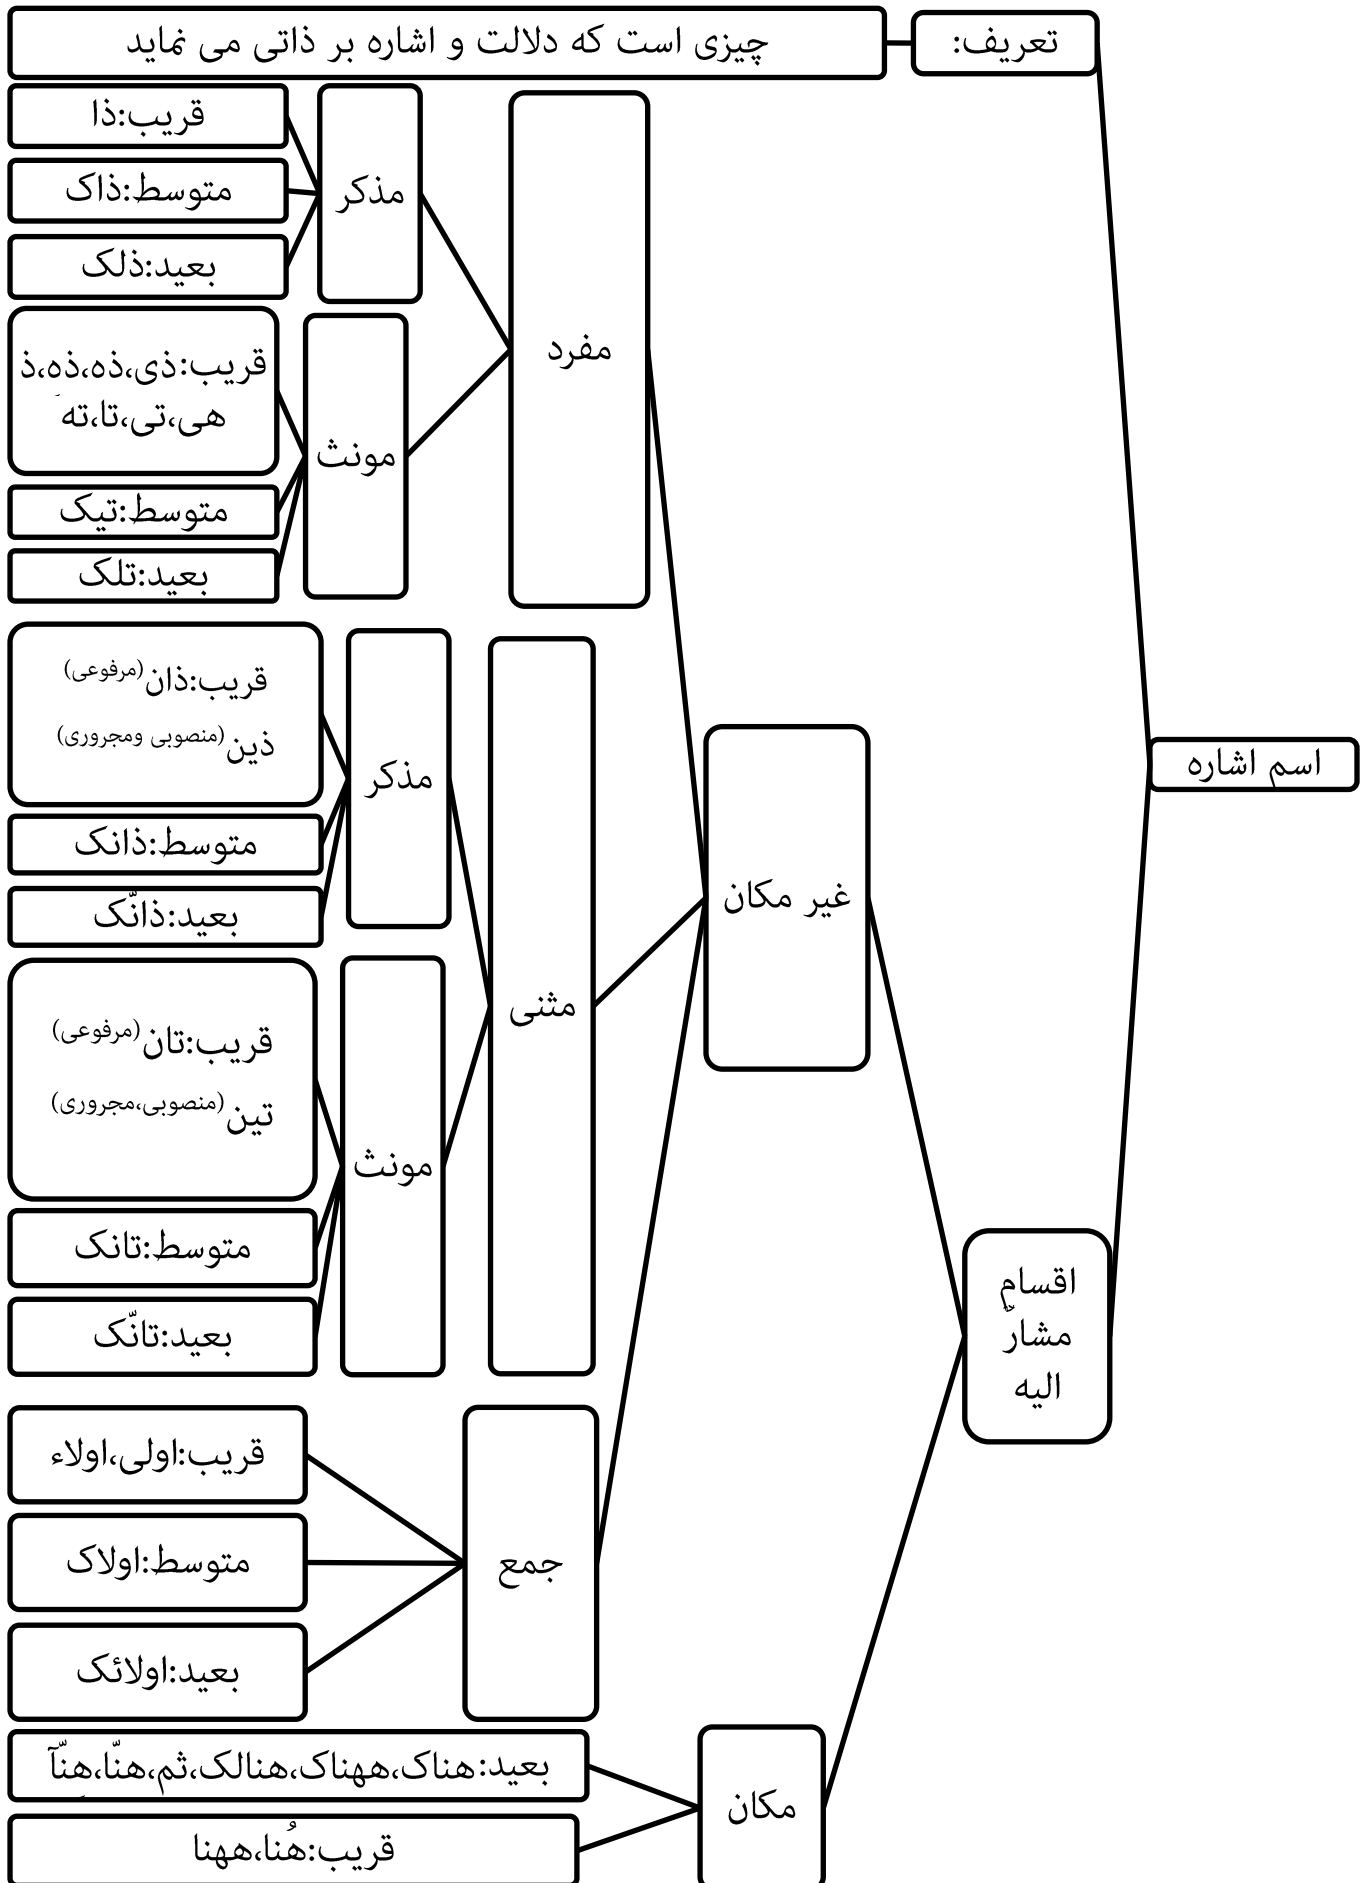 اسم اشاره
تعریف:
چیزی است که دلالت و اشاره بر ذاتی می نماید
اقسام
مشارٌ
الیه
غیر مکان
مفرد
مذکر
قریب:ذا
متوسط:ذاک
بعید:ذلک
مونث
قریب:ذی،ذه،ذه،ذ
هی،تی،تا،ته
متوسط:تیک
بعید:تلک
مثنی
مذکر
قریب:ذان(مرفوعی)
ذین(منصوبی ومجروری)
متوسط:ذانک
بعید:ذانّک
مونث
قریب:تان(مرفوعی)
تین(منصوبی،مجروری)
متوسط:تانک
بعید:تانّک
جمع
قریب:اولی،اولاء
متوسط:اولاک
بعید:اولائک
مکان
بعید:هناک،ههناک،هنالک،ثم،هنّا،هِنّآ
قریب:هُنا،ههنا